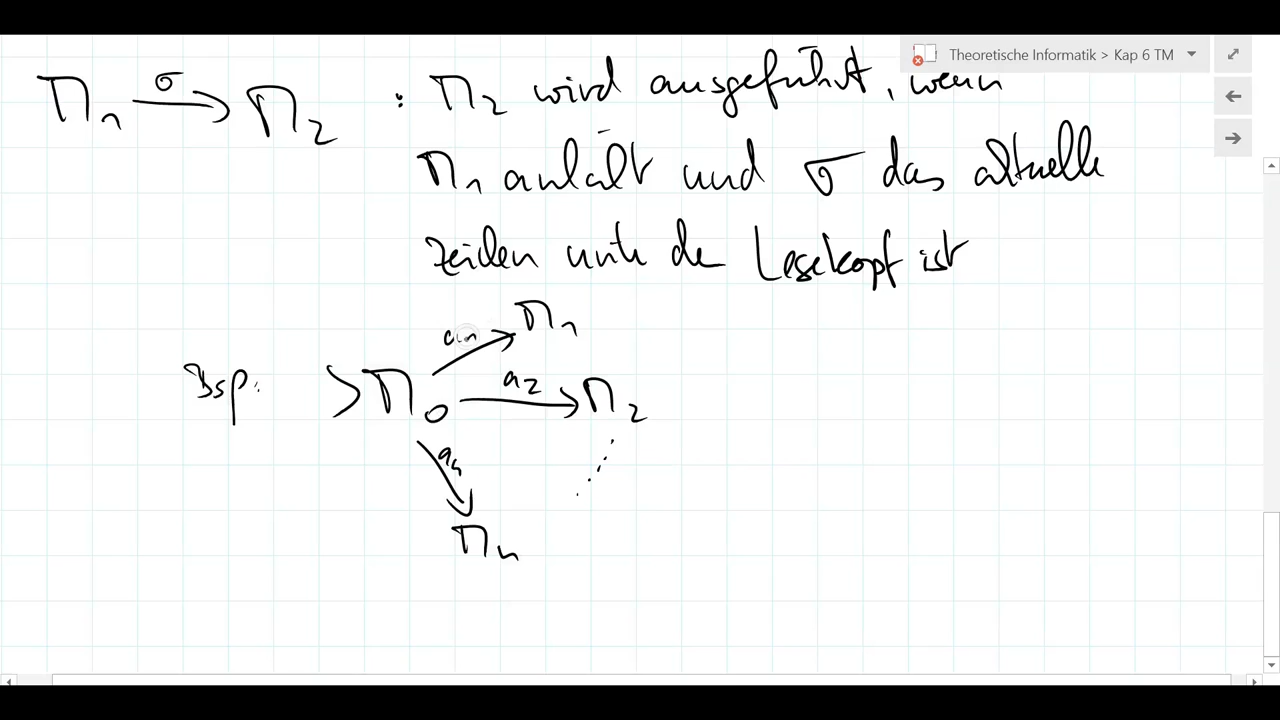 Theoretische Informatik > Kap 6 TM
M₁ →σ M₂ : M₂ wird ausgeführt, wenn
M₁ anhält und σ das aktuelle
Zeichen unter dem Lesekopf ist
a₁ M₁
Bsp: >M₀ a₂ M₂
aₙ
Mₙ